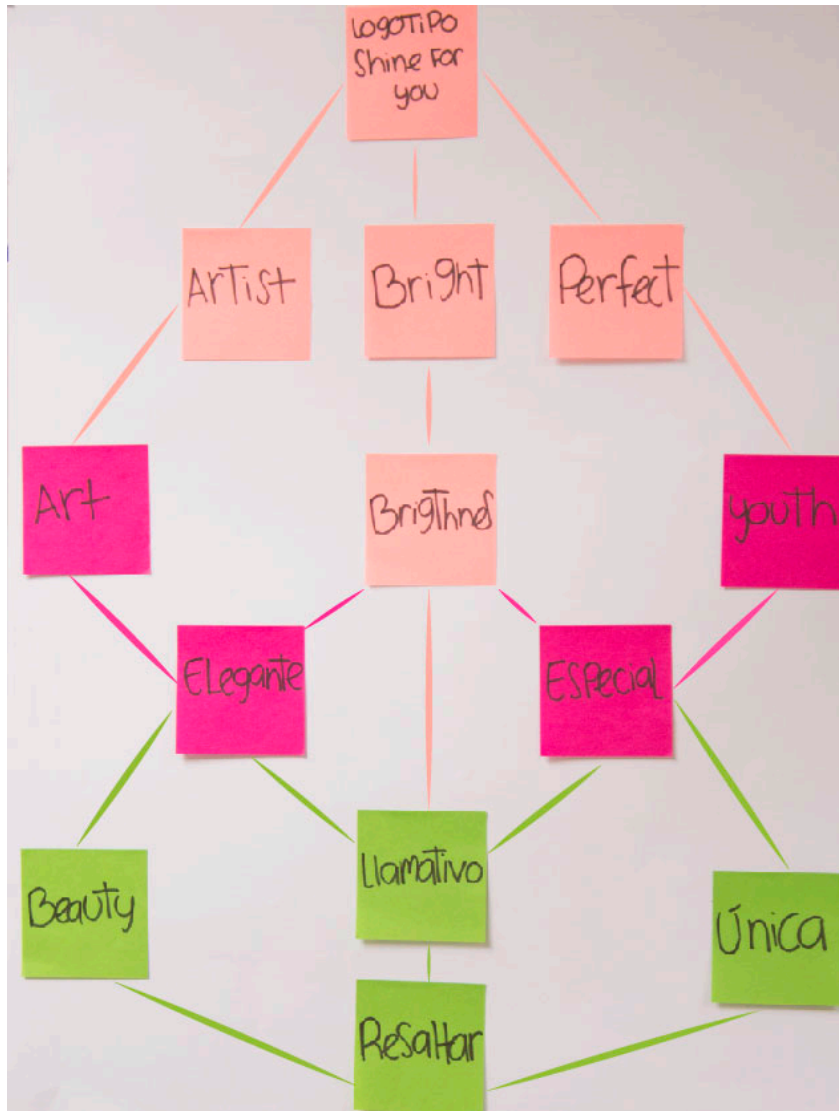 LOGOTIPO
Shine For
you
Artist
Bright
Perfect
Art
Brigthnes
youth
ELegante
ESPecial
Llamativo
Beauty
Única
Resaltar